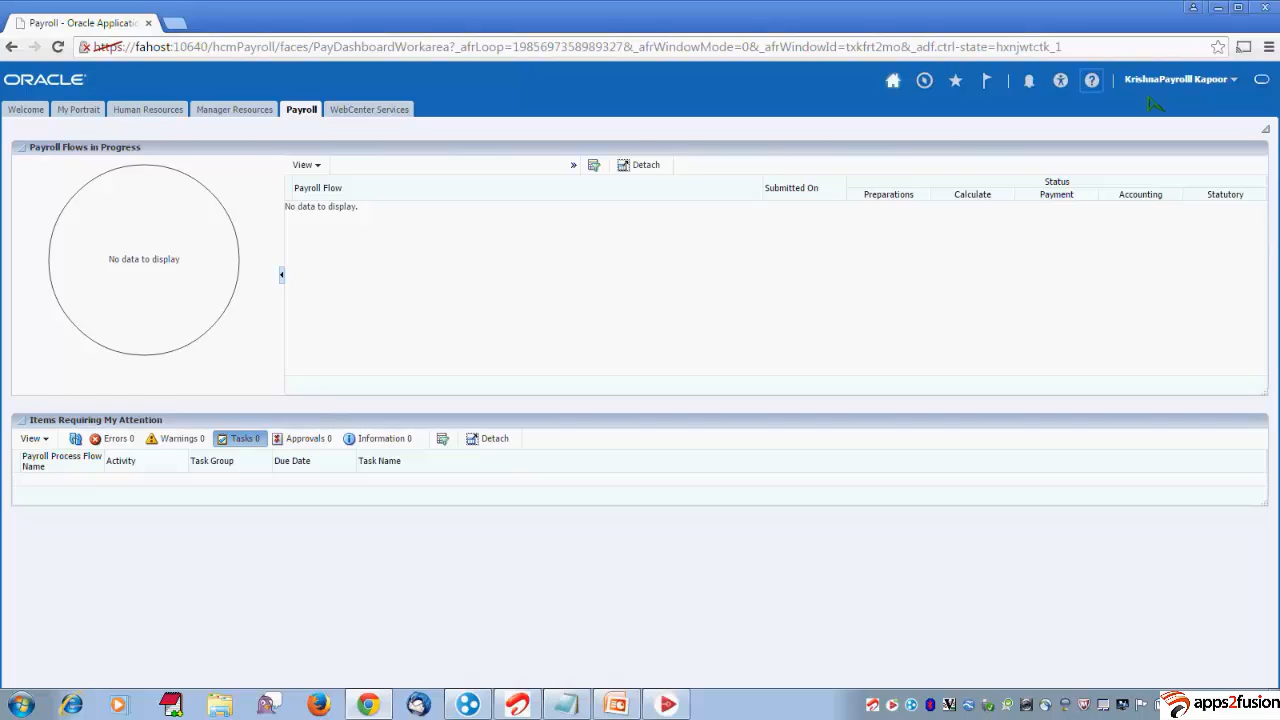 Payroll - Oracle Applicatic
https://fahost:10640/hcmPayroll/faces/PayDashboardWorkarea?_afrLoop=198569735898932​7&_afrWindowMode=0&_afrWindowId=txkfrt2mo&_adf.ctrl-state=hxnjwtctk_1
ORACLE
KrishnaPayrolll Kapoor
Welcome My Portrait Human Resources Manager Resources Payroll WebCenter Services
Payroll Flows in Progress
View » Detach
Payroll Flow Submitted On Status
Preparations Calculate Payment Accounting Statutory
No data to display.
No data to display
Items Requiring My Attention
View Errors 0 Warnings 0 Tasks 0 Approvals 0 Information 0 Detach
Payroll Process Flow Name Activity Task Group Due Date Task Name
apps2fusion